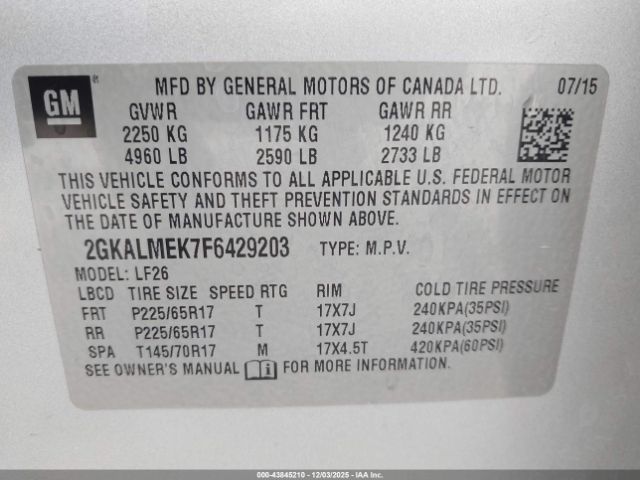 GM
MFD BY GENERAL MOTORS OF CANADA LTD. 07/15
GVWR GAWR FRT GAWR RR
2250 KG 1175 KG 1240 KG
4960 LB 2590 LB 2733 LB
THIS VEHICLE CONFORMS TO ALL APPLICABLE U.S. FEDERAL MOTOR
VEHICLE SAFETY AND THEFT PREVENTION STANDARDS IN EFFECT ON
THE DATE OF MANUFACTURE SHOWN ABOVE.
2GKALMEK7F6429203 TYPE: M.P.V.
MODEL: LF26
LBCD TIRE SIZE SPEED RTG RIM COLD TIRE PRESSURE
FRT P225/65R17 T 17X7J 240KPA(35PSI)
RR P225/65R17 T 17X7J 240KPA(35PSI)
SPA T145/70R17 M 17X4.5T 420KPA(60PSI)
SEE OWNER'S MANUAL FOR MORE INFORMATION.
000-43845210 - 12/03/2025 - COPART.CA